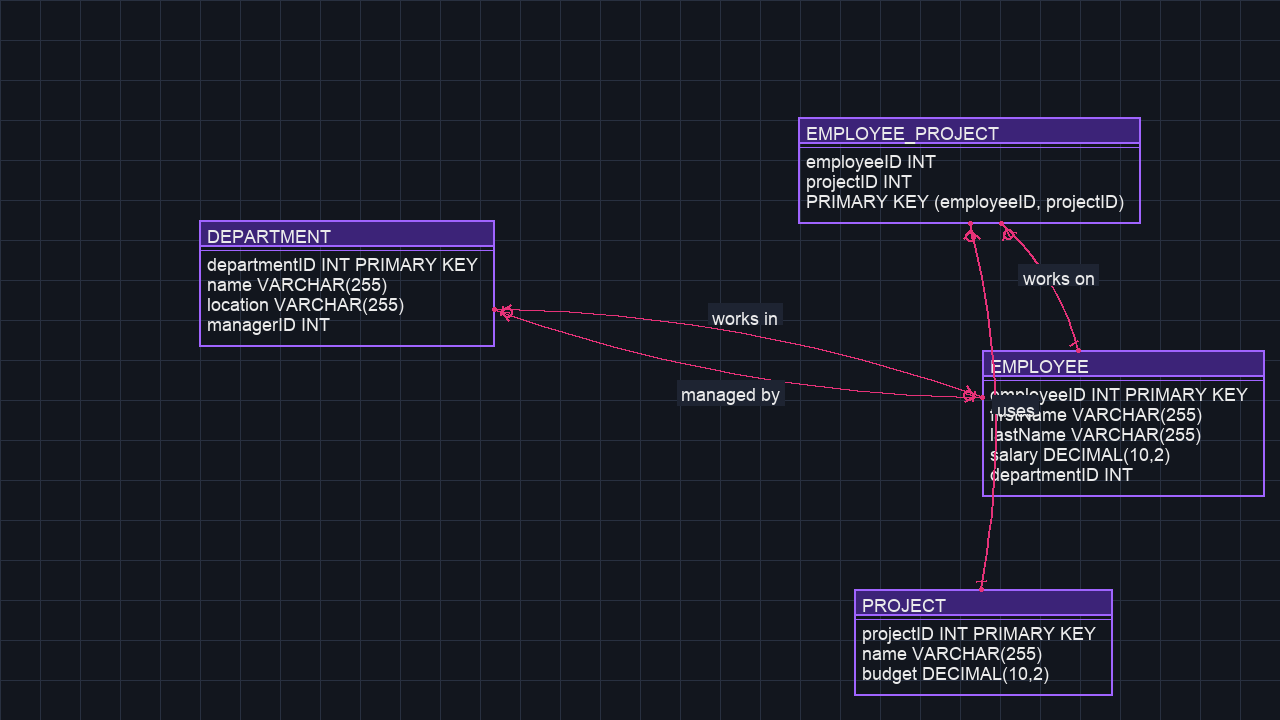 EMPLOYEE_PROJECT
employeeID INT
projectID INT
PRIMARY KEY (employeeID, projectID)
DEPARTMENT
departmentID INT PRIMARY KEY
name VARCHAR(255)
location VARCHAR(255)
managerID INT
works on
works in
managed by
EMPLOYEE
employeeID INT PRIMARY KEY
uses
firstName VARCHAR(255)
lastName VARCHAR(255)
salary DECIMAL(10,2)
departmentID INT
PROJECT
projectID INT PRIMARY KEY
name VARCHAR(255)
budget DECIMAL(10,2)